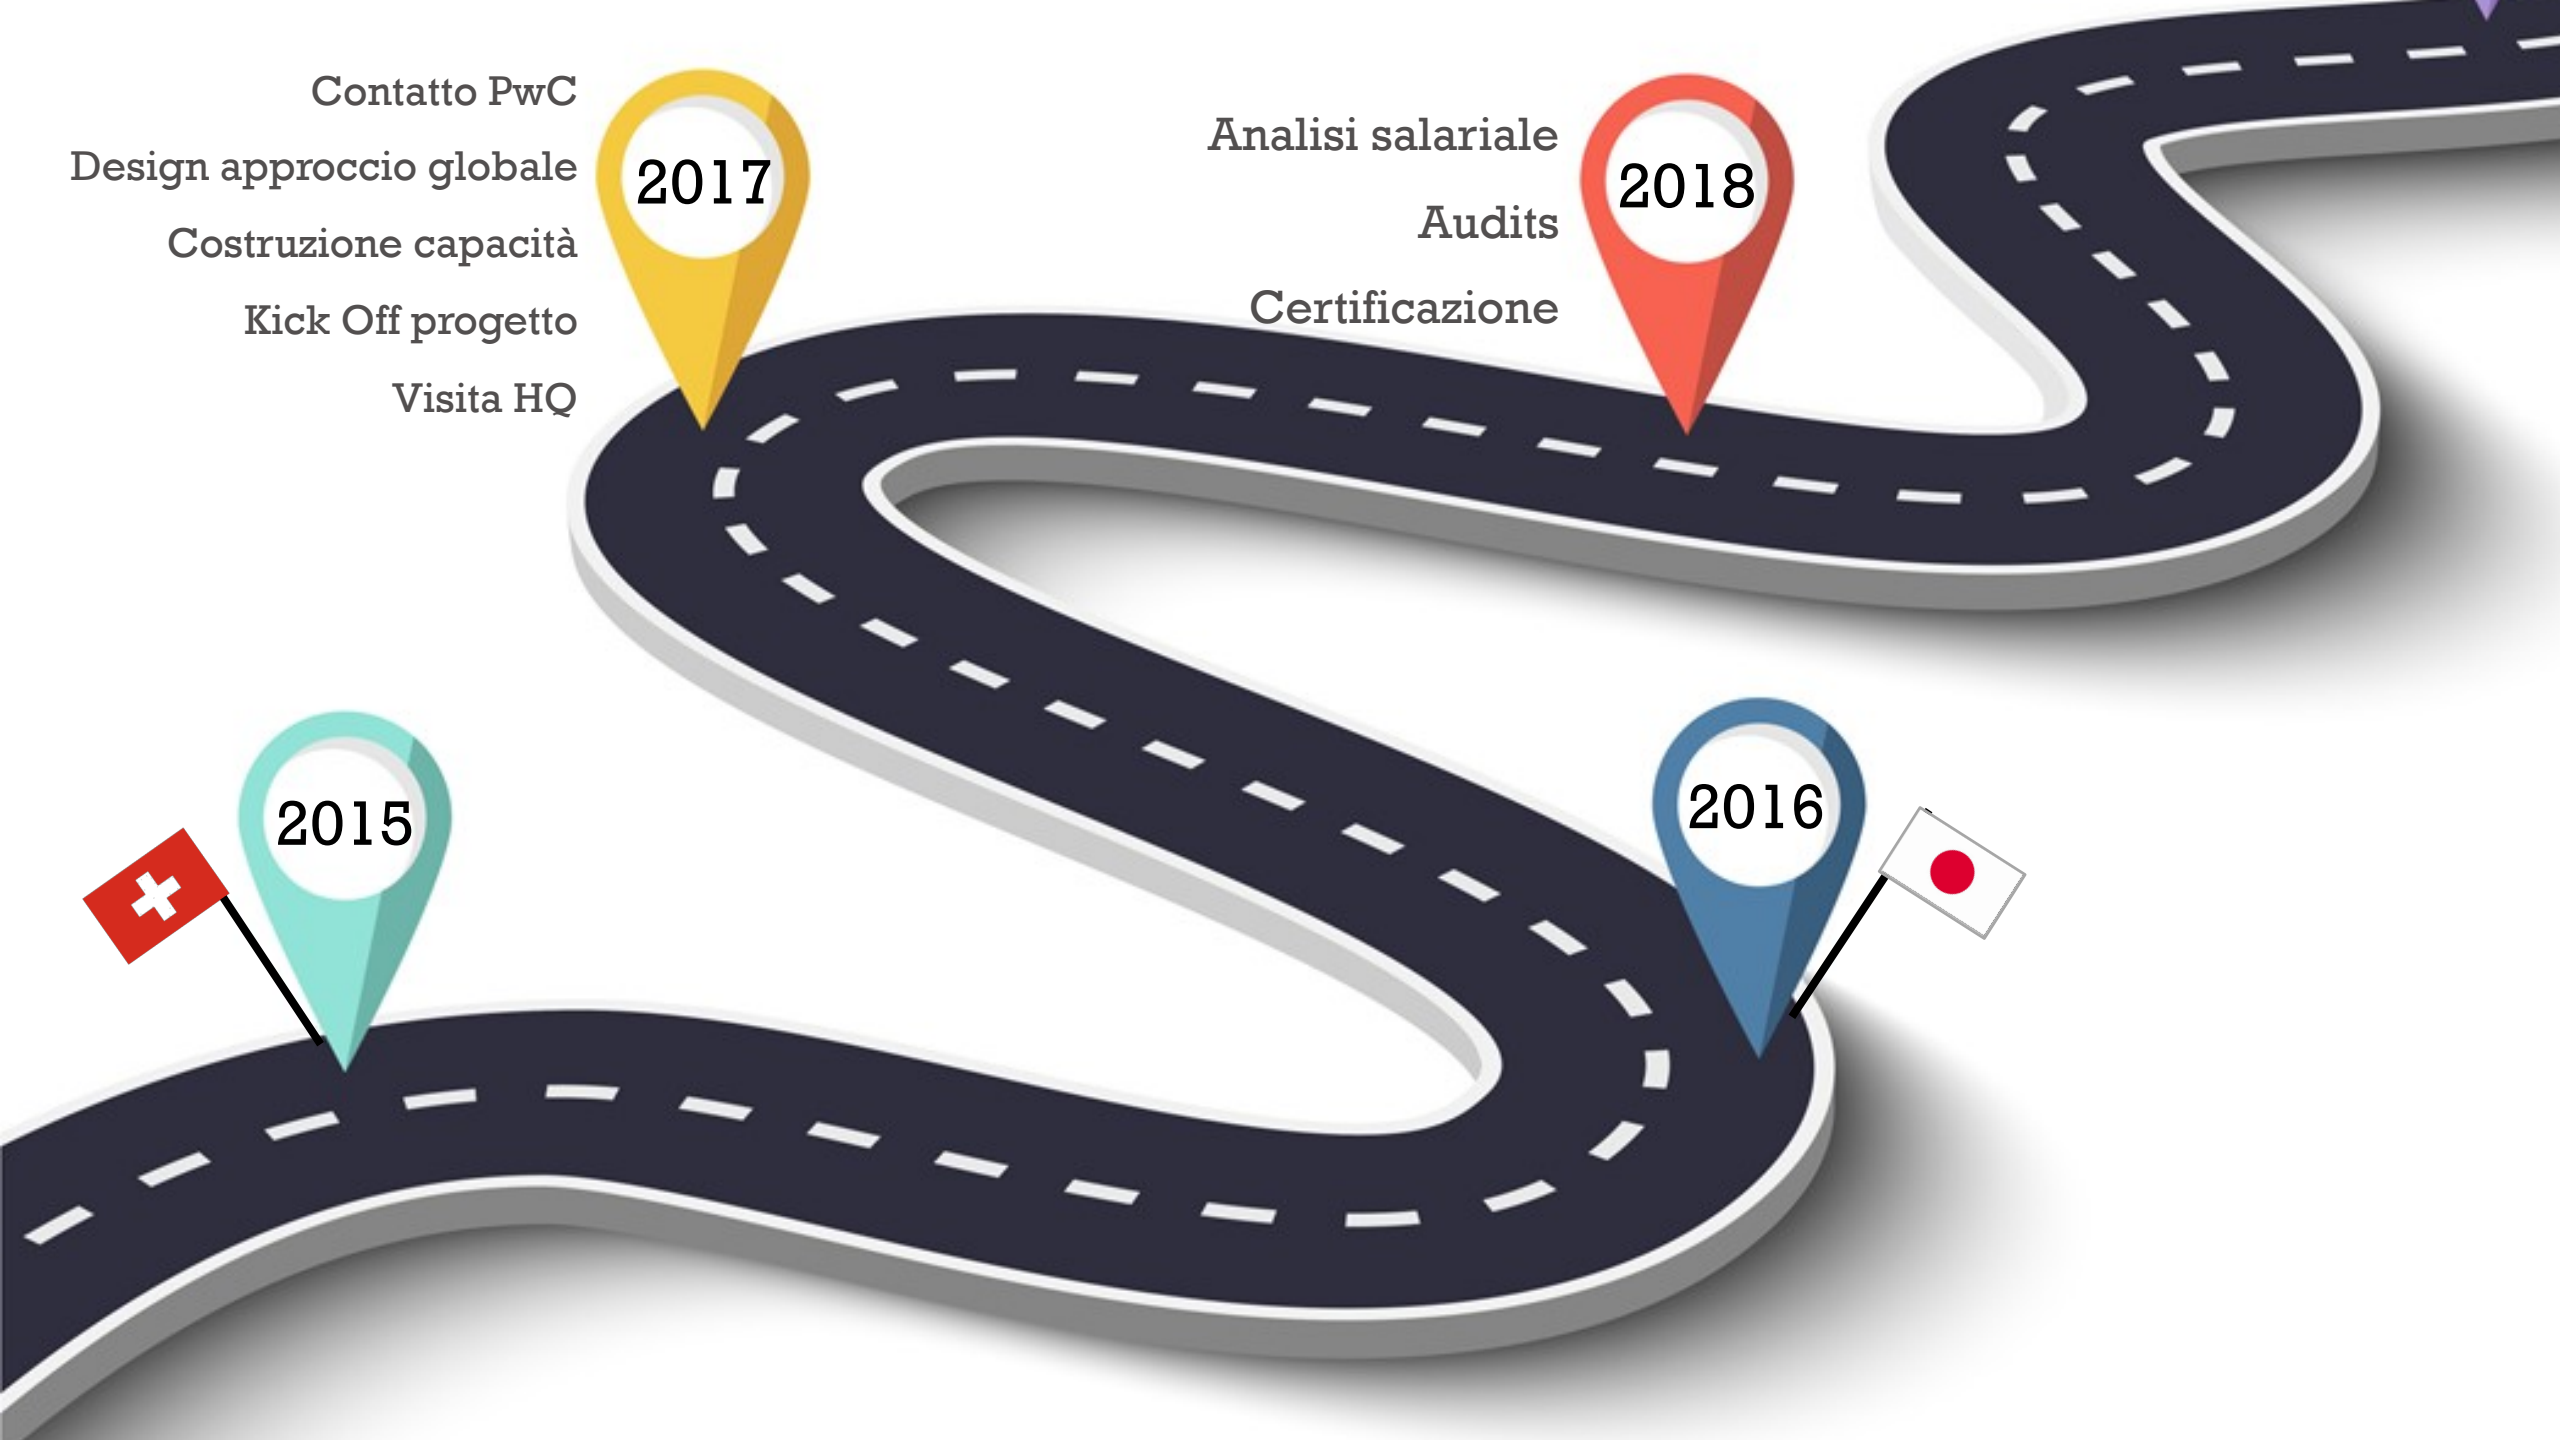 Contatto PwC
Design approccio globale
Costruzione capacità
Kick Off progetto
Visita HQ
2017
Analisi salariale
Audits
Certificazione
2018
2015
2016